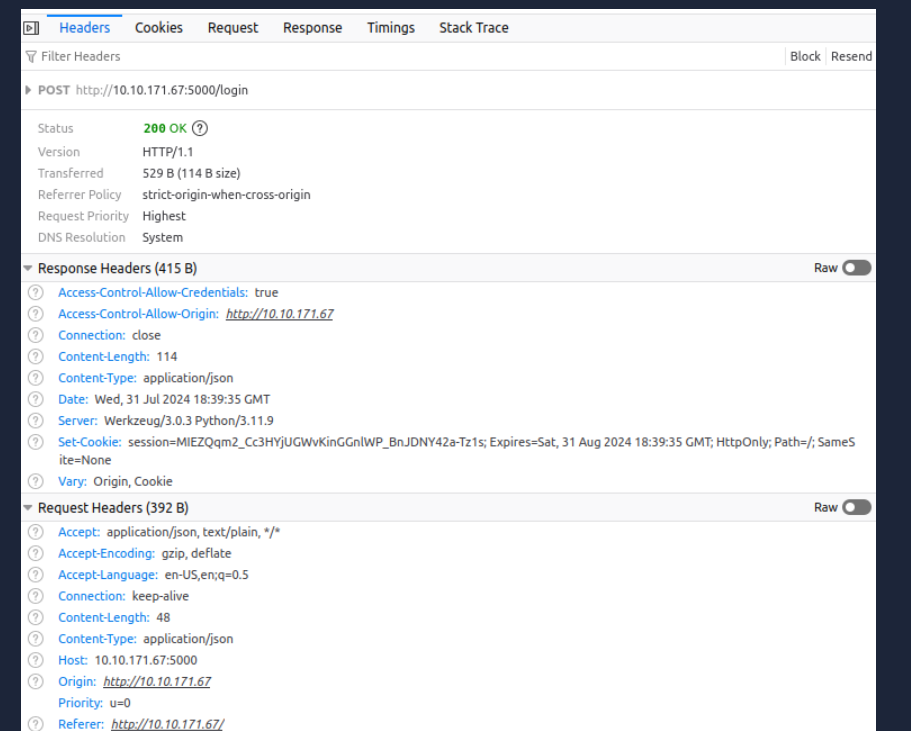 Headers Cookies Request Response Timings Stack Trace
Filter Headers Block Resend
POST http://10.10.171.67:5000/login
Status 200 OK ?
Version HTTP/1.1
Transferred 529 B (114 B size)
Referrer Policy strict-origin-when-cross-origin
Request Priority Highest
DNS Resolution System
Response Headers (415 B) Raw
? Access-Control-Allow-Credentials: true
? Access-Control-Allow-Origin: http://10.10.171.67
? Connection: close
? Content-Length: 114
? Content-Type: application/json
? Date: Wed, 31 Jul 2024 18:39:35 GMT
? Server: Werkzeug/3.0.3 Python/3.11.9
? Set-Cookie: session=MIEZQqm2_Cc3HYjUGWvKinGGnlWP_BnJDNY42a-Tz1s; Expires=Sat, 31 Aug 2024 18:39:35 GMT; HttpOnly; Path=/; SameS
ite=None
? Vary: Origin, Cookie
Request Headers (392 B) Raw
? Accept: application/json, text/plain, */*
? Accept-Encoding: gzip, deflate
? Accept-Language: en-US,en;q=0.5
? Connection: keep-alive
? Content-Length: 48
? Content-Type: application/json
? Host: 10.10.171.67:5000
? Origin: http://10.10.171.67
Priority: u=0
? Referer: http://10.10.171.67/